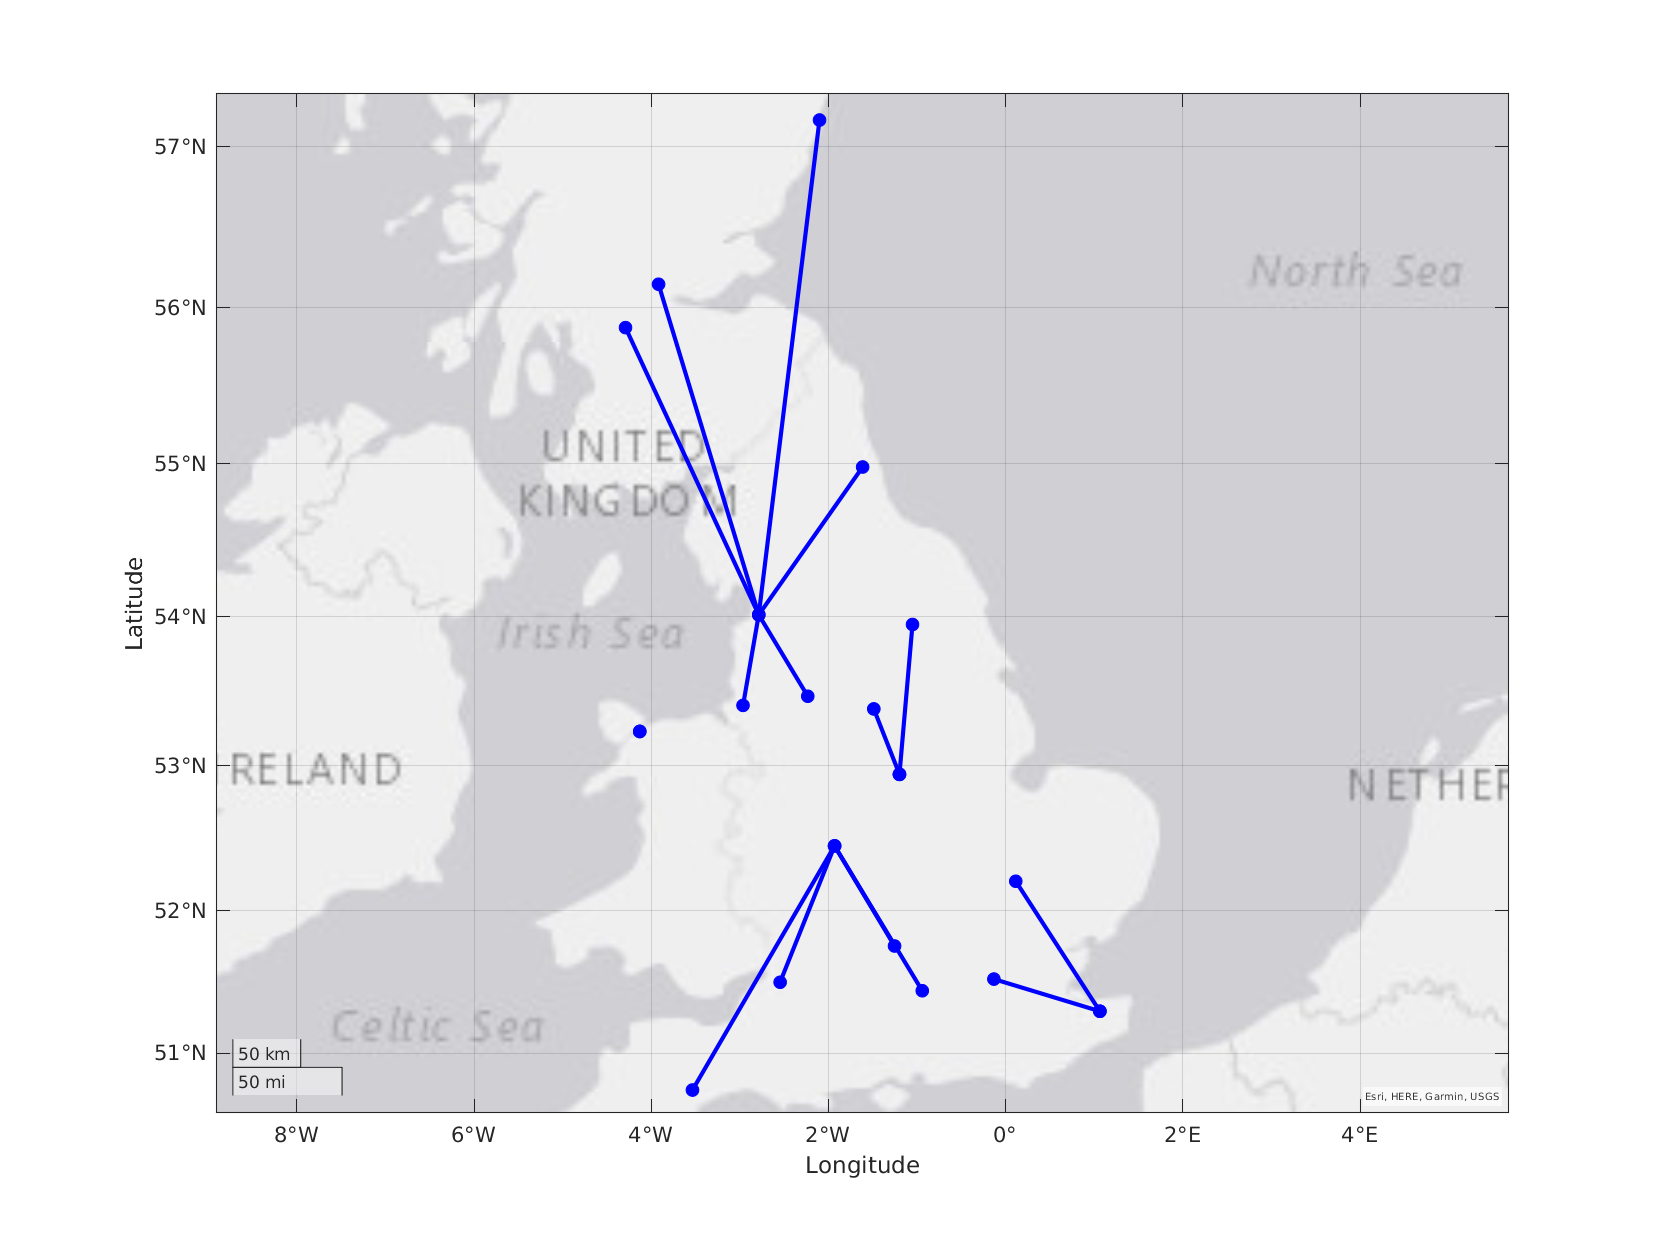 57°N
North Sea
56°N
UNITED
55°N
KINGDOM
Latitude
54°N
Irish Sea
53°N
RELAND
NETHER
52°N
Celtic Sea
51°N
50 km
50 mi
Esri, HERE, Garmin, USGS
8°W 6°W 4°W 2°W 0° 2°E 4°E
Longitude